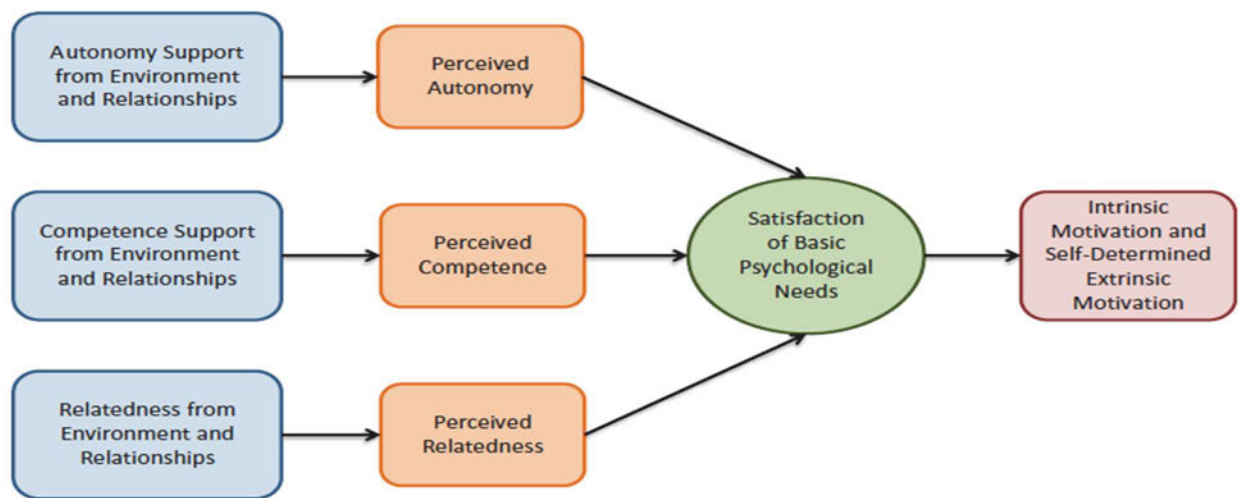 Autonomy Support
from Environment
and Relationships
Perceived
Autonomy
Competence Support
from Environment
and Relationships
Perceived
Competence
Satisfaction
of Basic
Psychological
Needs
Intrinsic
Motivation and
Self-Determined
Extrinsic
Motivation
Relatedness from
Environment and
Relationships
Perceived
Relatedness